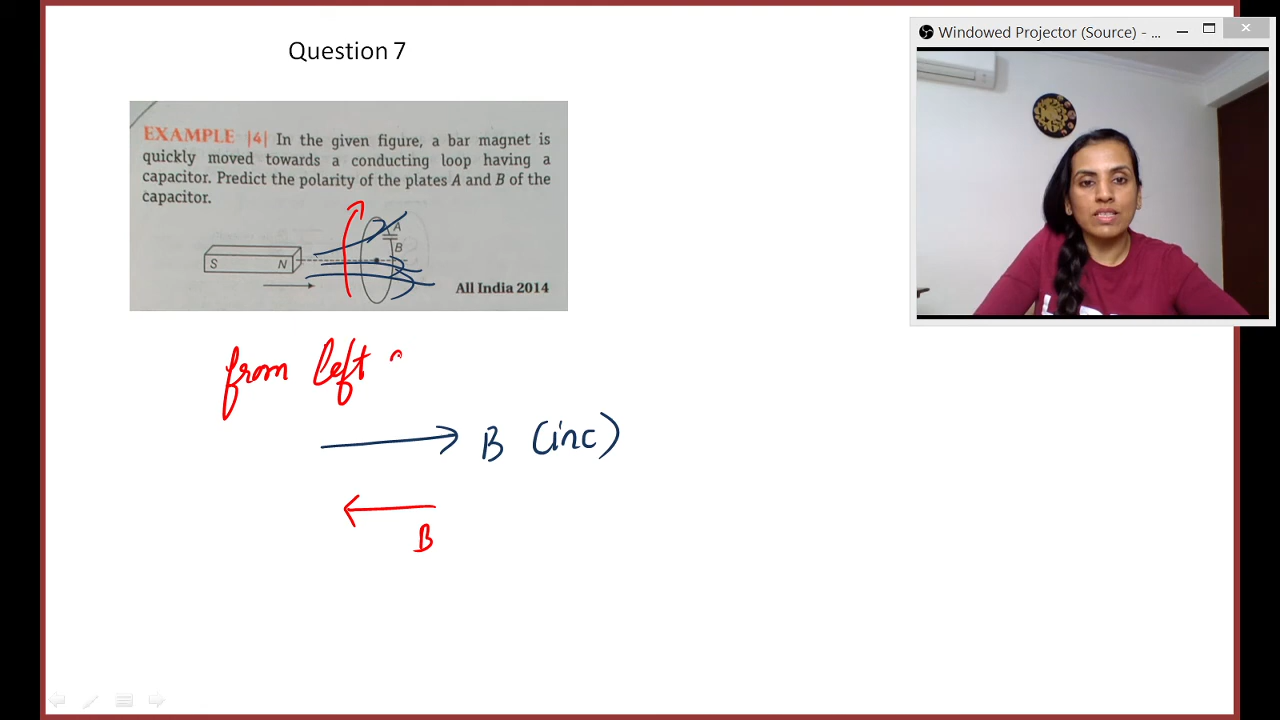 Question 7
Windowed Projector (Source) - ...
EXAMPLE |4| In the given figure, a bar magnet is
quickly moved towards a conducting loop having a
capacitor. Predict the polarity of the plates A and B of the
capacitor.
A
B
S N
All India 2014
from left
B (inc)
B